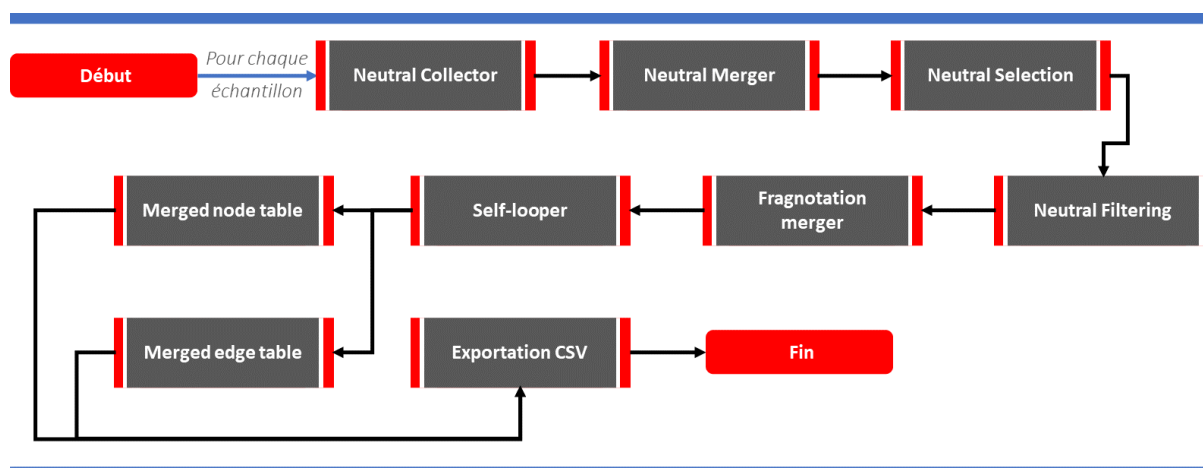 Début
Pour chaque
échantillon
Neutral Collector
Neutral Merger
Neutral Selection
Neutral Filtering
Fragnotation
merger
Self-looper
Merged node table
Merged edge table
Exportation CSV
Fin